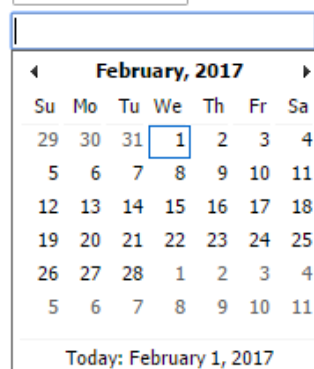 February, 2017
Su Mo Tu We Th Fr Sa
29 30 31 1 2 3 4
5 6 7 8 9 10 11
12 13 14 15 16 17 18
19 20 21 22 23 24 25
26 27 28 1 2 3 4
5 6 7 8 9 10 11
Today: February 1, 2017